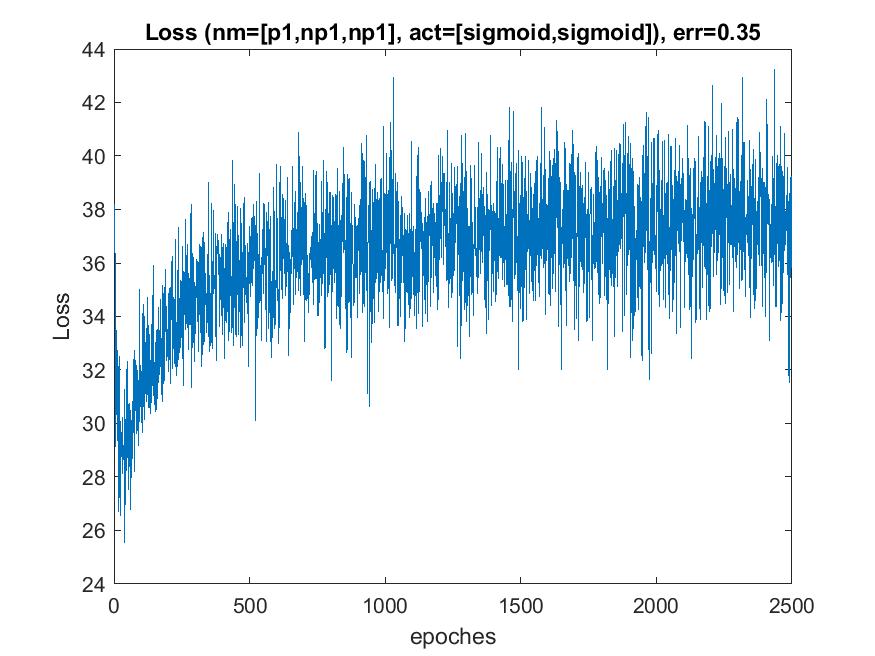 Loss (nm=[p1,np1,np1], act=[sigmoid,sigmoid]), err=0.35
44
42
40
38
36
34
32
30
28
26
24
Loss
0 500 1000 1500 2000 2500
epoches